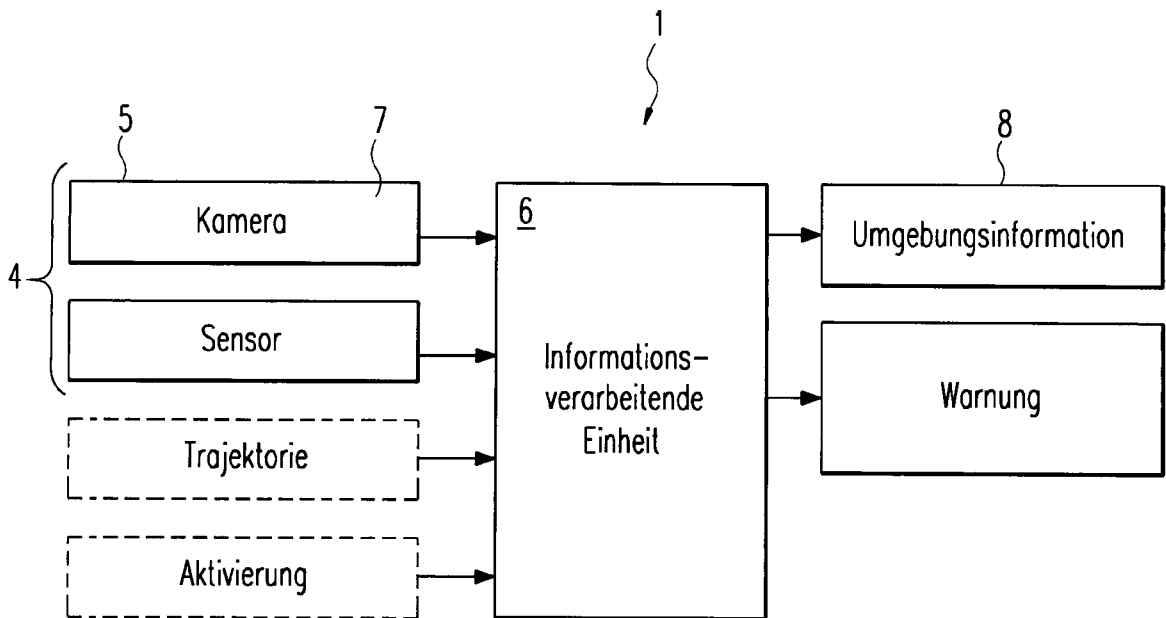 1
5
7
8
4
Kamera
6
Umgebungsinformation
Sensor
Informations-
verarbeitende
Einheit
Warnung
Trajektorie
Aktivierung